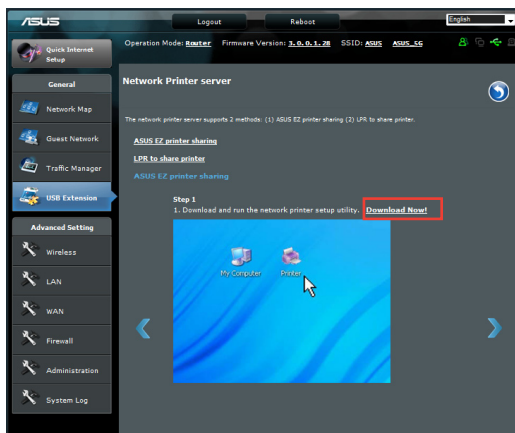 ASUS
Logout
Reboot
English
Quick Internet
Setup
Operation Mode: Router Firmware Version: 3.0.0.1.28 SSID: ASUS ASUS_5G
General
Network Map
Guest Network
Traffic Manager
USB Extension
Advanced Setting
Wireless
LAN
WAN
Firewall
Administration
System Log
Network Printer server
The network printer server supports 2 methods: (1) ASUS EZ printer sharing (2) LPR to share printer.
ASUS EZ printer sharing
LPR to share printer
ASUS EZ printer sharing
Step 1
1. Download and run the network printer setup utility. Download Now!
My Computer
Printer